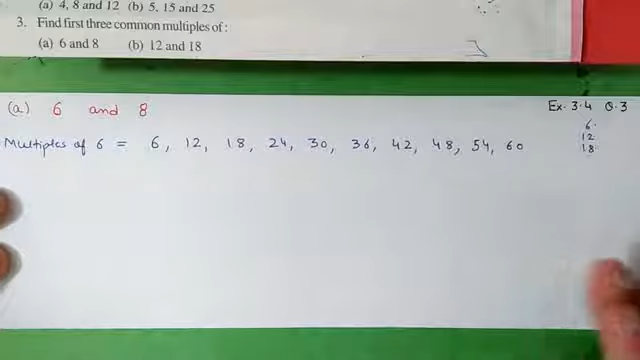 (a) 4, 8 and 12 (b) 5, 15 and 25
3. Find first three common multiples of :
(a) 6 and 8 (b) 12 and 18
Ex. 3.4 Q.3
(a) 6 and 8
6
12
18
Multiples of 6 = 6, 12, 18, 24, 30, 36, 42, 48, 54, 60